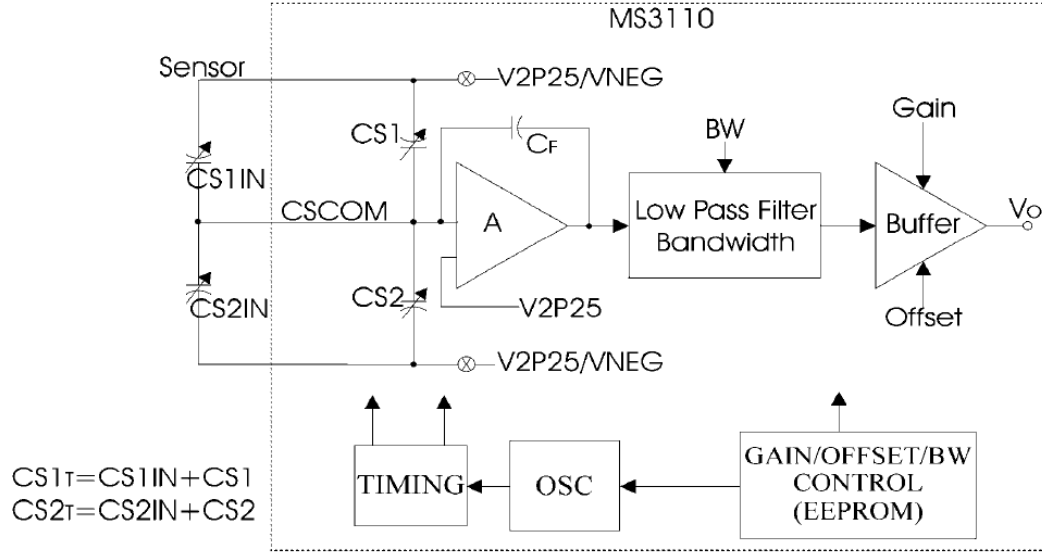 MS3110
Sensor
V2P25/VNEG
Gain
CS1
CF
BW
CS1IN
CSCOM
A
Low Pass Filter
Bandwidth
Buffer
VO
CS2IN
CS2
V2P25
Offset
V2P25/VNEG
CS1T=CS1IN+CS1
CS2T=CS2IN+CS2
TIMING
OSC
GAIN/OFFSET/BW
CONTROL
(EEPROM)